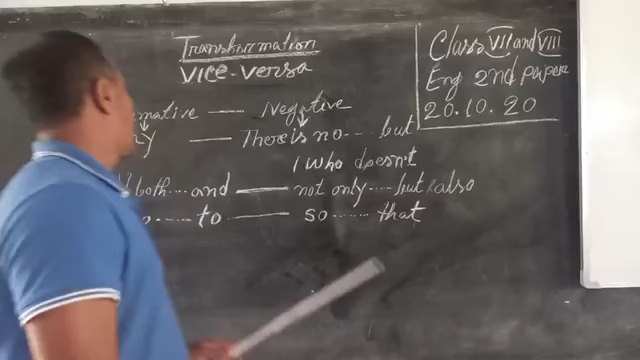 Transformation
vice-versa
Class VII and VIII
Eng 2nd paper
20.10.20
mative — Negative
— There is no ... but
/ who doesn't
both ... and — not only ... but also
... to — so ... that